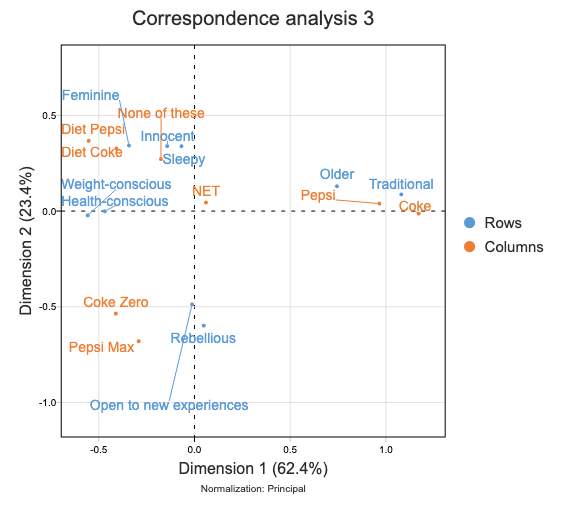 Correspondence analysis 3
Feminine
None of these
0.5
Diet Pepsi
Innocent
Diet Coke
Sleepy
Older
Weight-conscious
NET
Traditional
Health-conscious
Pepsi
Coke
0.0
Rows
Columns
Dimension 2 (23.4%)
-0.5
Coke Zero
Rebellious
Pepsi Max
-1.0
Open to new experiences
-0.5
0.0
0.5
1.0
Dimension 1 (62.4%)
Normalization: Principal